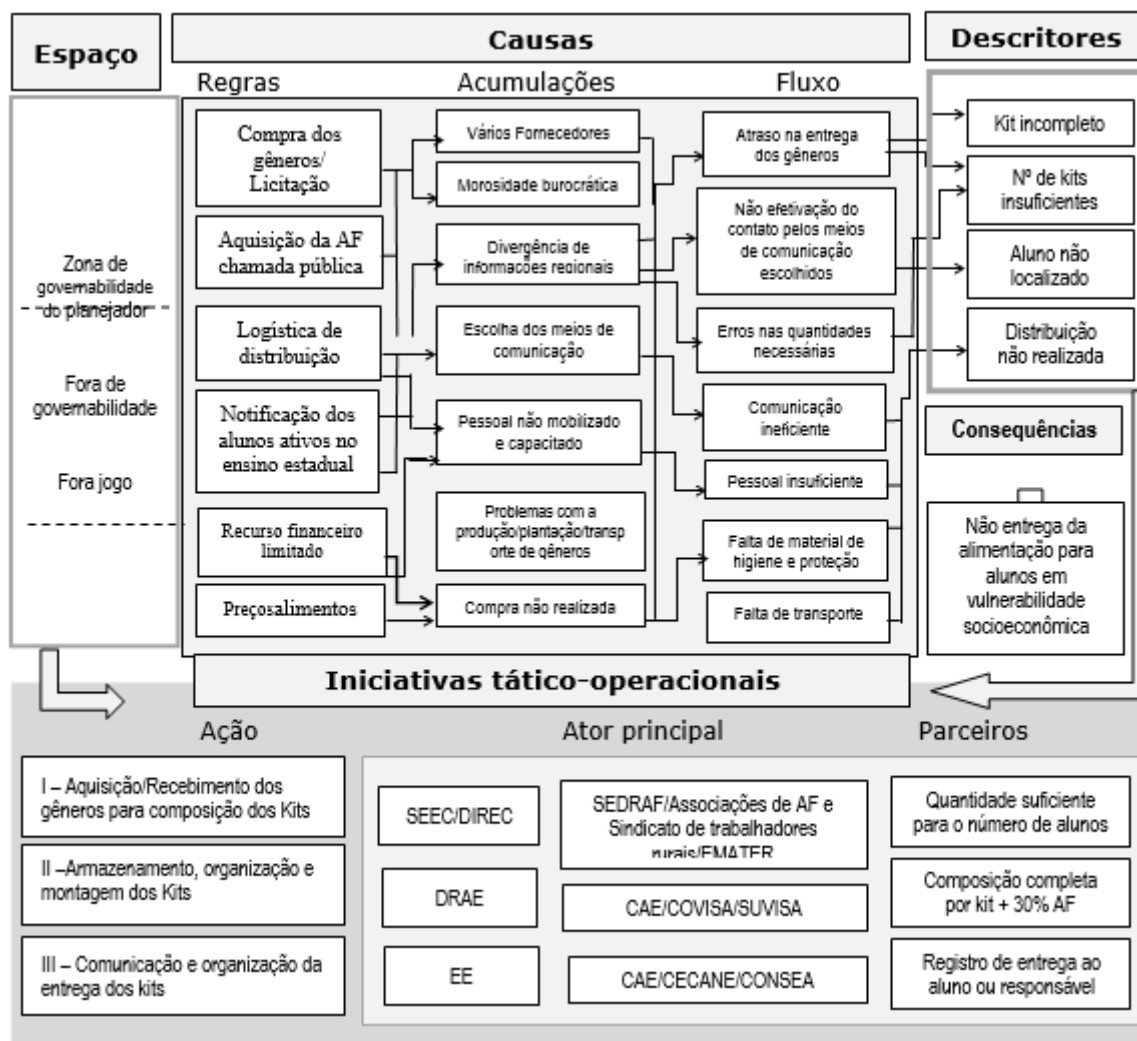 Espaço
Causas
Descritores
Regras
Acumulações
Fluxo
Zona de
governabilidade
do planejador
Fora de
governabilidade
Fora jogo
Compra dos
gêneros/
Licitação
Aquisição da AF
chamada pública
Logística de
distribuição
Notificação dos
alunos ativos no
ensino estadual
Recurso financeiro
limitado
Preçosalimentos
Vários Fornecedores
Morosidade burocrática
Divergência de
informações regionais
Escolha dos meios de
comunicação
Pessoal não mobilizado
e capacitado
Problemas com a
produção/plantação/transp
orte de gêneros
Compra não realizada
Atraso na entrega
dos gêneros
Não efetivação do
contato pelos meios
de comunicação
escolhidos
Erros nas quantidades
necessárias
Comunicação
ineficiente
Pessoal insuficiente
Falta de material de
higiene e proteção
Falta de transporte
Kit incompleto
Nº de kits
insuficientes
Aluno não
localizado
Distribuição
não realizada
Consequências
Não entrega da
alimentação para
alunos em
vulnerabilidade
socioeconômica
Iniciativas tático-operacionais
Ação
Ator principal
Parceiros
I – Aquisição/Recebimento dos
gêneros para composição dos Kits
II –Armazenamento, organização e
montagem dos Kits
III – Comunicação e organização da
entrega dos kits
SEEC/DIREC
DRAE
EE
SEDRAF/Associações de AF e
Sindicato de trabalhadores
rurais/EMATER
CAE/COVISA/SUVISA
CAE/CECANE/CONSEA
Quantidade suficiente
para o número de alunos
Composição completa
por kit + 30% AF
Registro de entrega ao
aluno ou responsável